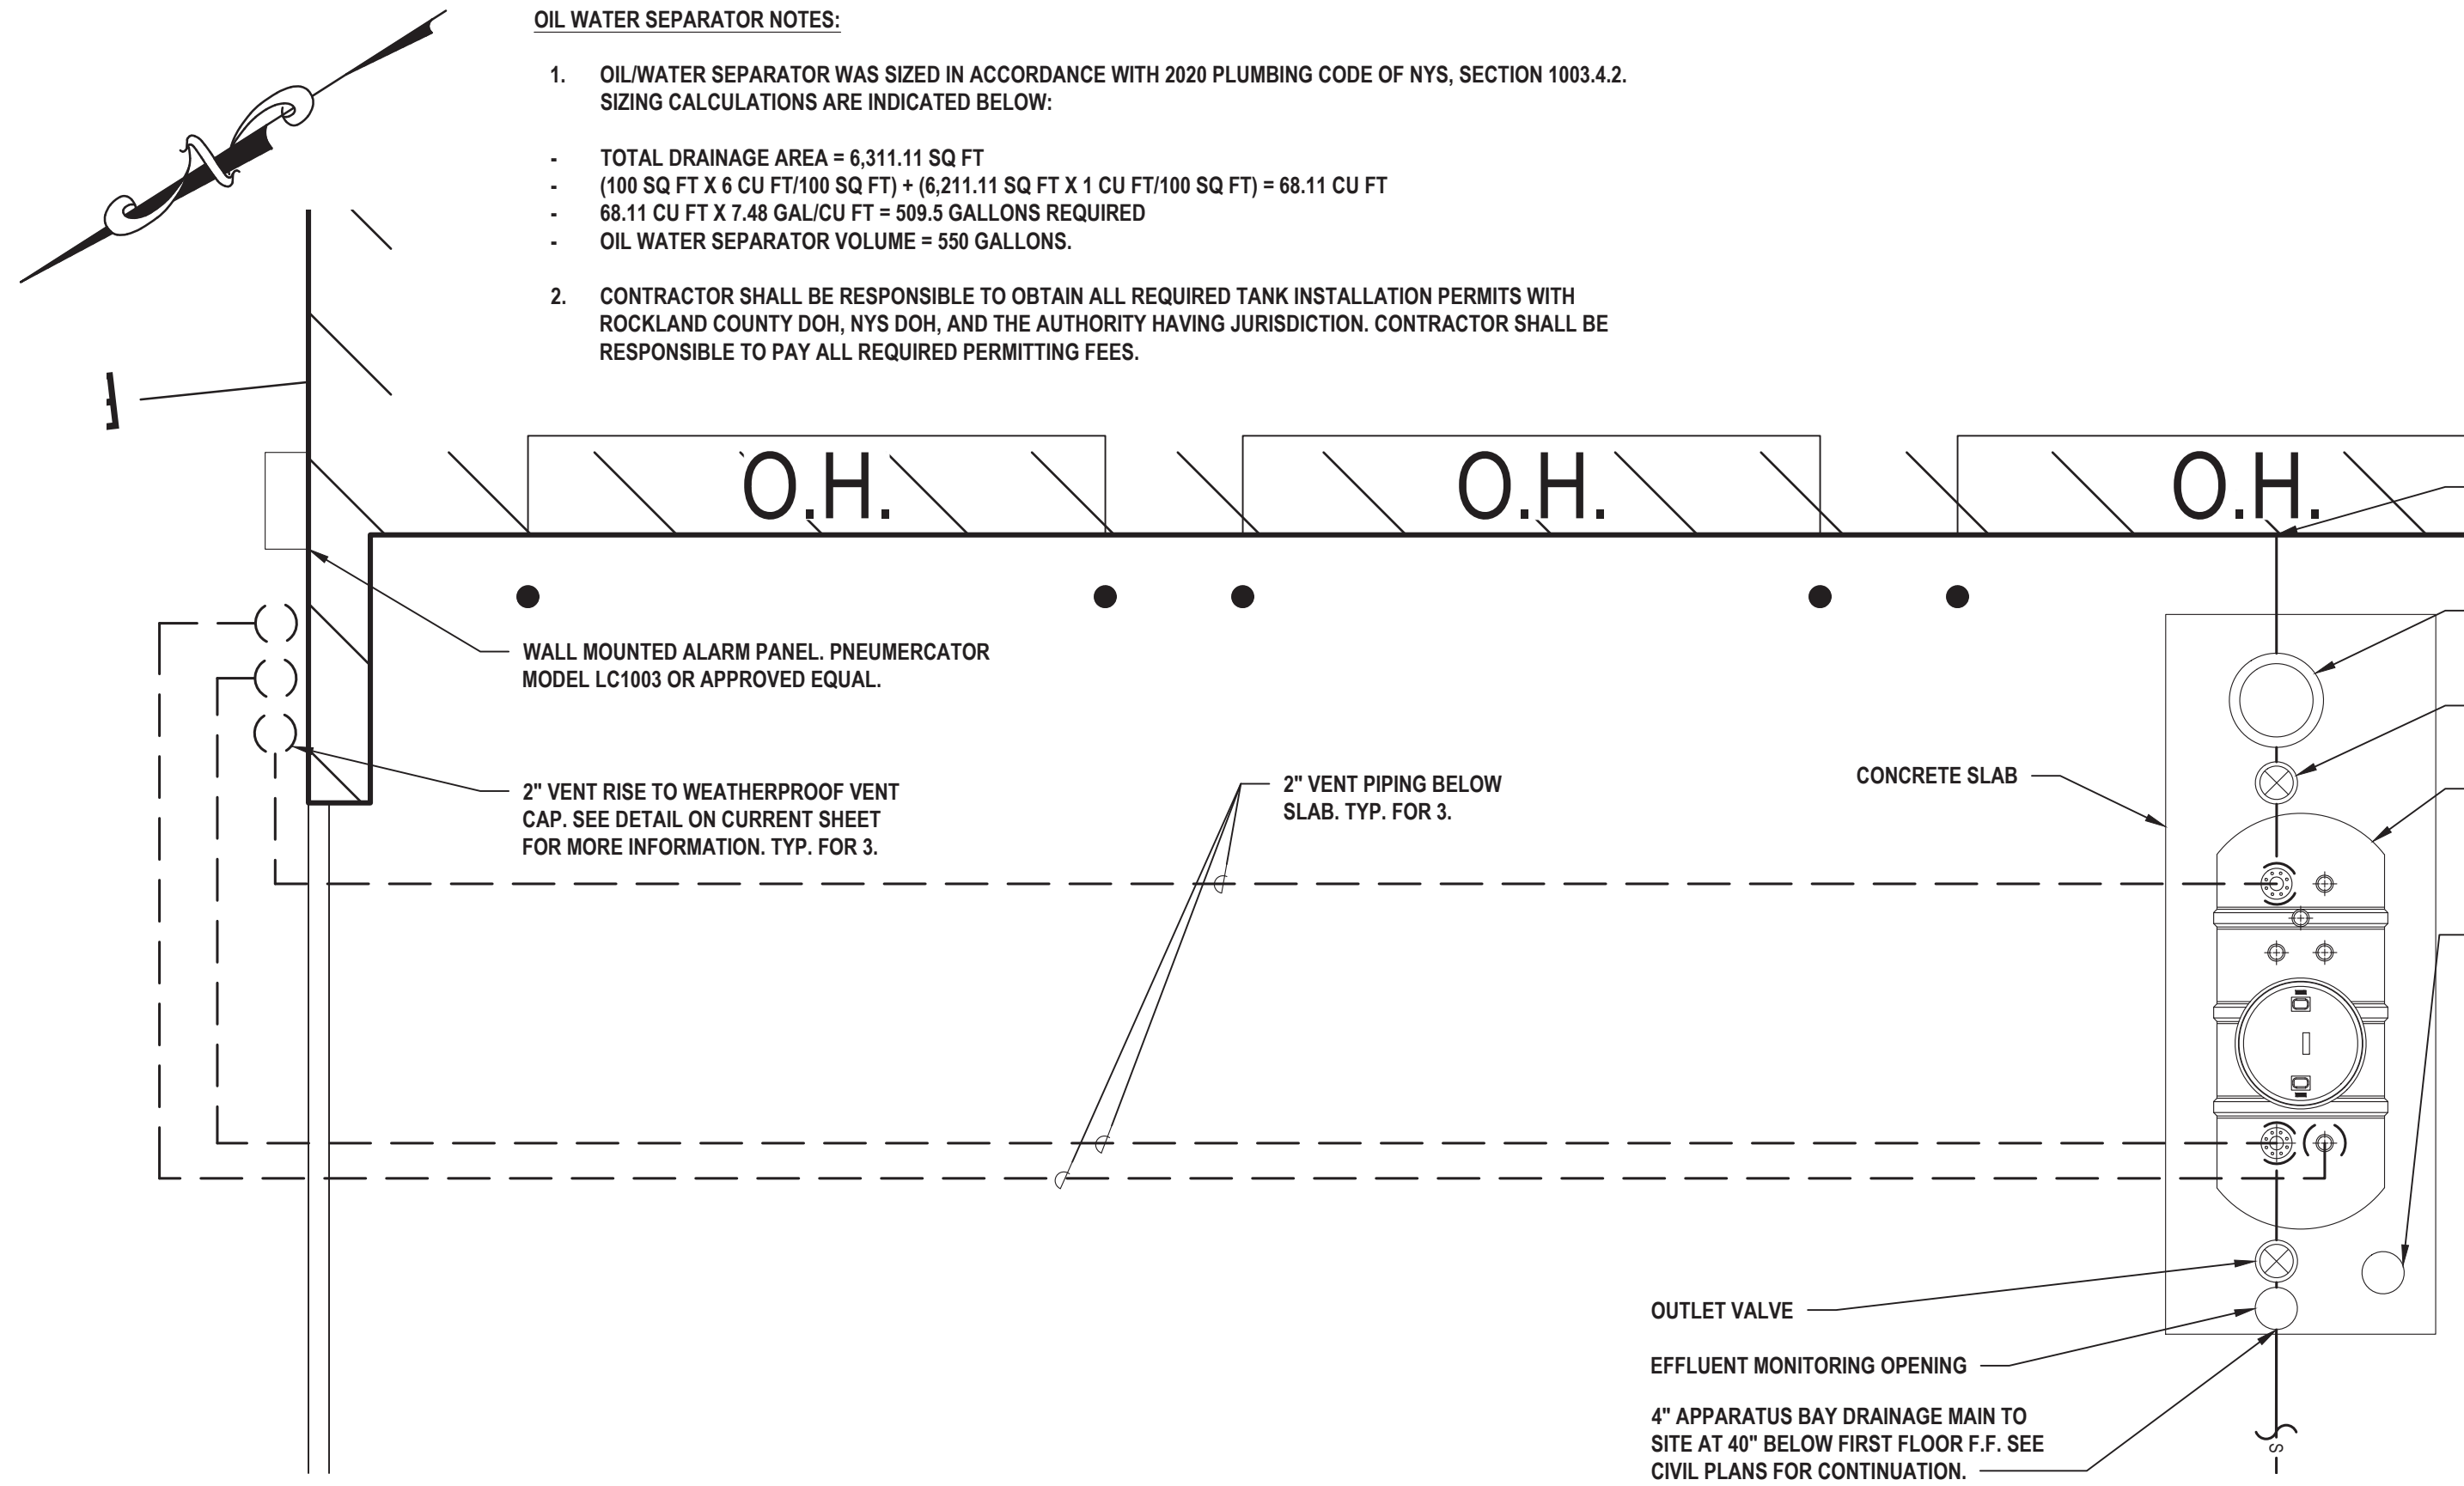 OIL WATER SEPARATOR NOTES:
1. OIL/WATER SEPARATOR WAS SIZED IN ACCORDANCE WITH 2020 PLUMBING CODE OF NYS, SECTION 1003.4.2.
SIZING CALCULATIONS ARE INDICATED BELOW:
- TOTAL DRAINAGE AREA = 6,311.11 SQ FT
- (100 SQ FT X 6 CU FT/100 SQ FT) + (6,211.11 SQ FT X 1 CU FT/100 SQ FT) = 68.11 CU FT
- 68.11 CU FT X 7.48 GAL/CU FT = 509.5 GALLONS REQUIRED
- OIL WATER SEPARATOR VOLUME = 550 GALLONS.
2. CONTRACTOR SHALL BE RESPONSIBLE TO OBTAIN ALL REQUIRED TANK INSTALLATION PERMITS WITH
ROCKLAND COUNTY DOH, NYS DOH, AND THE AUTHORITY HAVING JURISDICTION. CONTRACTOR SHALL BE
RESPONSIBLE TO PAY ALL REQUIRED PERMITTING FEES.
N
O.H.
O.H.
O.H.
WALL MOUNTED ALARM PANEL. PNEUMERCATOR
MODEL LC1003 OR APPROVED EQUAL.
2" VENT RISE TO WEATHERPROOF VENT
CAP. SEE DETAIL ON CURRENT SHEET
FOR MORE INFORMATION. TYP. FOR 3.
2" VENT PIPING BELOW
SLAB. TYP. FOR 3.
CONCRETE SLAB
OUTLET VALVE
EFFLUENT MONITORING OPENING
4" APPARATUS BAY DRAINAGE MAIN TO
SITE AT 40" BELOW FIRST FLOOR F.F. SEE
CIVIL PLANS FOR CONTINUATION.
S